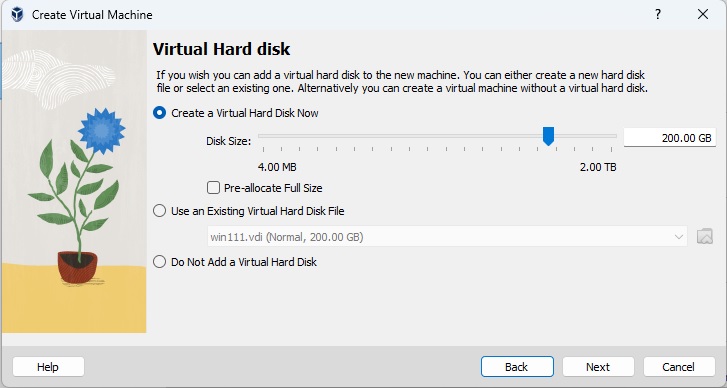 Create Virtual Machine
?
Virtual Hard disk
If you wish you can add a virtual hard disk to the new machine. You can either create a new hard disk
file or select an existing one. Alternatively you can create a virtual machine without a virtual hard disk.
Create a Virtual Hard Disk Now
Disk Size:
200.00 GB
4.00 MB
2.00 TB
Pre-allocate Full Size
Use an Existing Virtual Hard Disk File
win111.vdi (Normal, 200.00 GB)
Do Not Add a Virtual Hard Disk
Help
Back
Next
Cancel